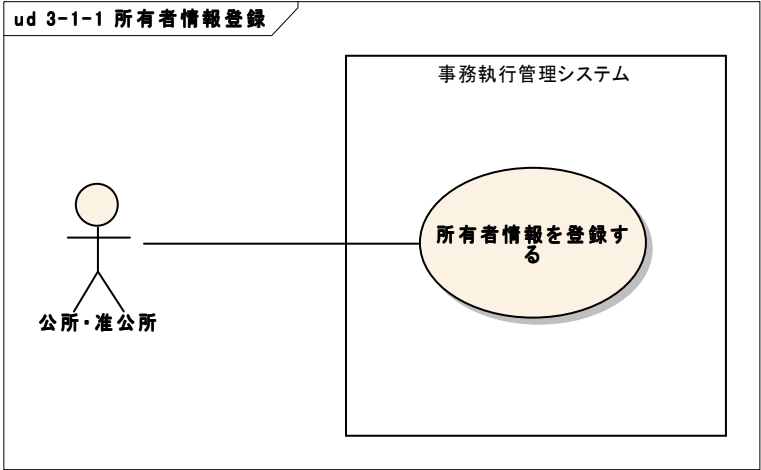 ud 3-1-1 所有者情報登録
事務執行管理システム
所有者情報を登録す
る
公所・准公所